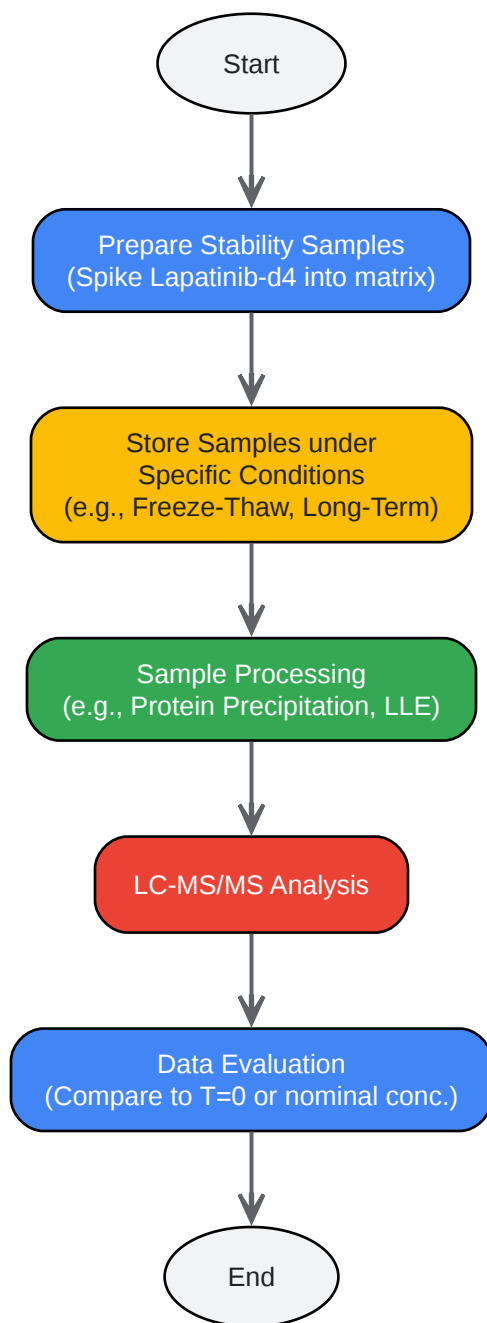 Start
Prepare Stability Samples
(Spike Lapatinib-d4 into matrix)
Store Samples under
Specific Conditions
(e.g., Freeze-Thaw, Long-Term)
Sample Processing
(e.g., Protein Precipitation, LLE)
LC-MS/MS Analysis
Data Evaluation
(Compare to T=0 or nominal conc.)
End